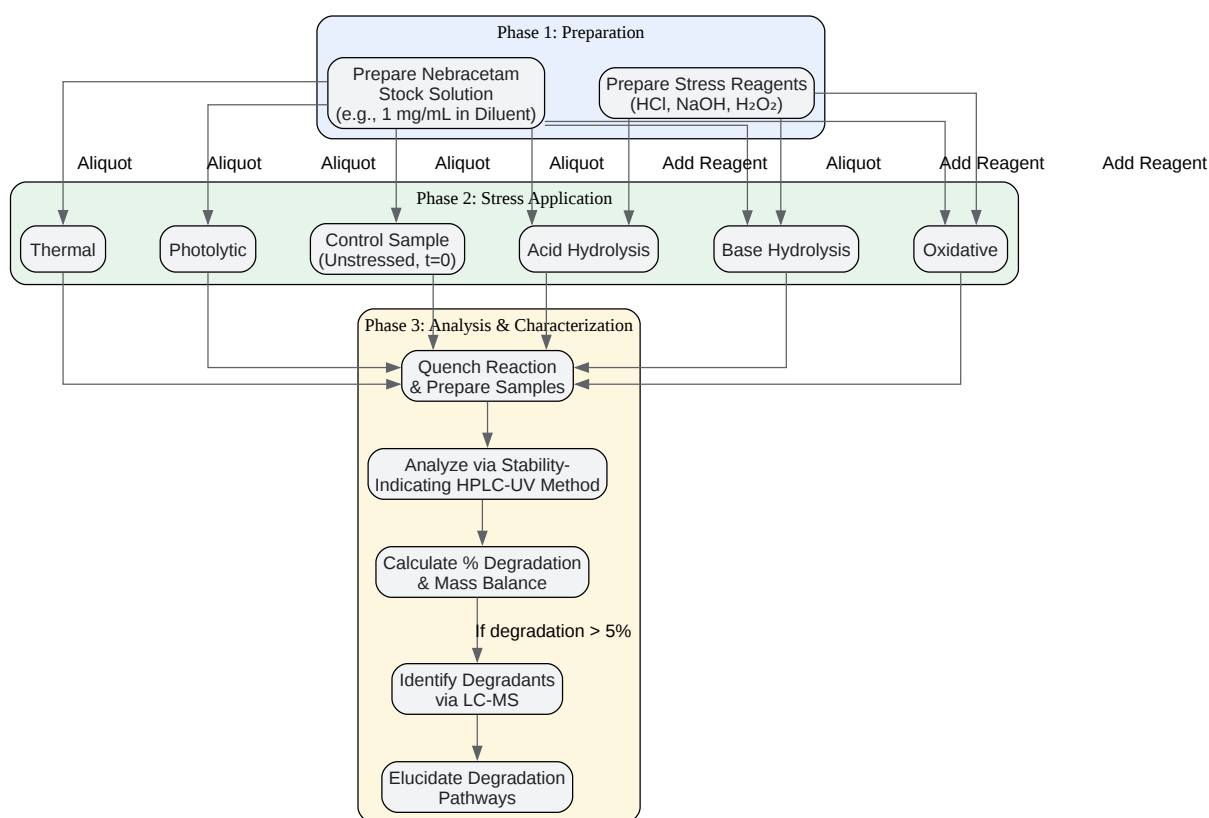 Phase 1: Preparation
Prepare Nebracetam
Stock Solution
(e.g., 1 mg/mL in Diluent)
Prepare Stress Reagents
(HCl, NaOH, H₂O₂)
Aliquot
Aliquot
Aliquot
Aliquot
Aliquot
Add Reagent
Aliquot
Add Reagent
Add Reagent
Phase 2: Stress Application
Thermal
Photolytic
Control Sample
(Unstressed, t=0)
Acid Hydrolysis
Base Hydrolysis
Oxidative
Phase 3: Analysis & Characterization
Quench Reaction
& Prepare Samples
Analyze via Stability-
Indicating HPLC-UV Method
Calculate % Degradation
& Mass Balance
If degradation > 5%
Identify Degradants
via LC-MS
Elucidate Degradation
Pathways